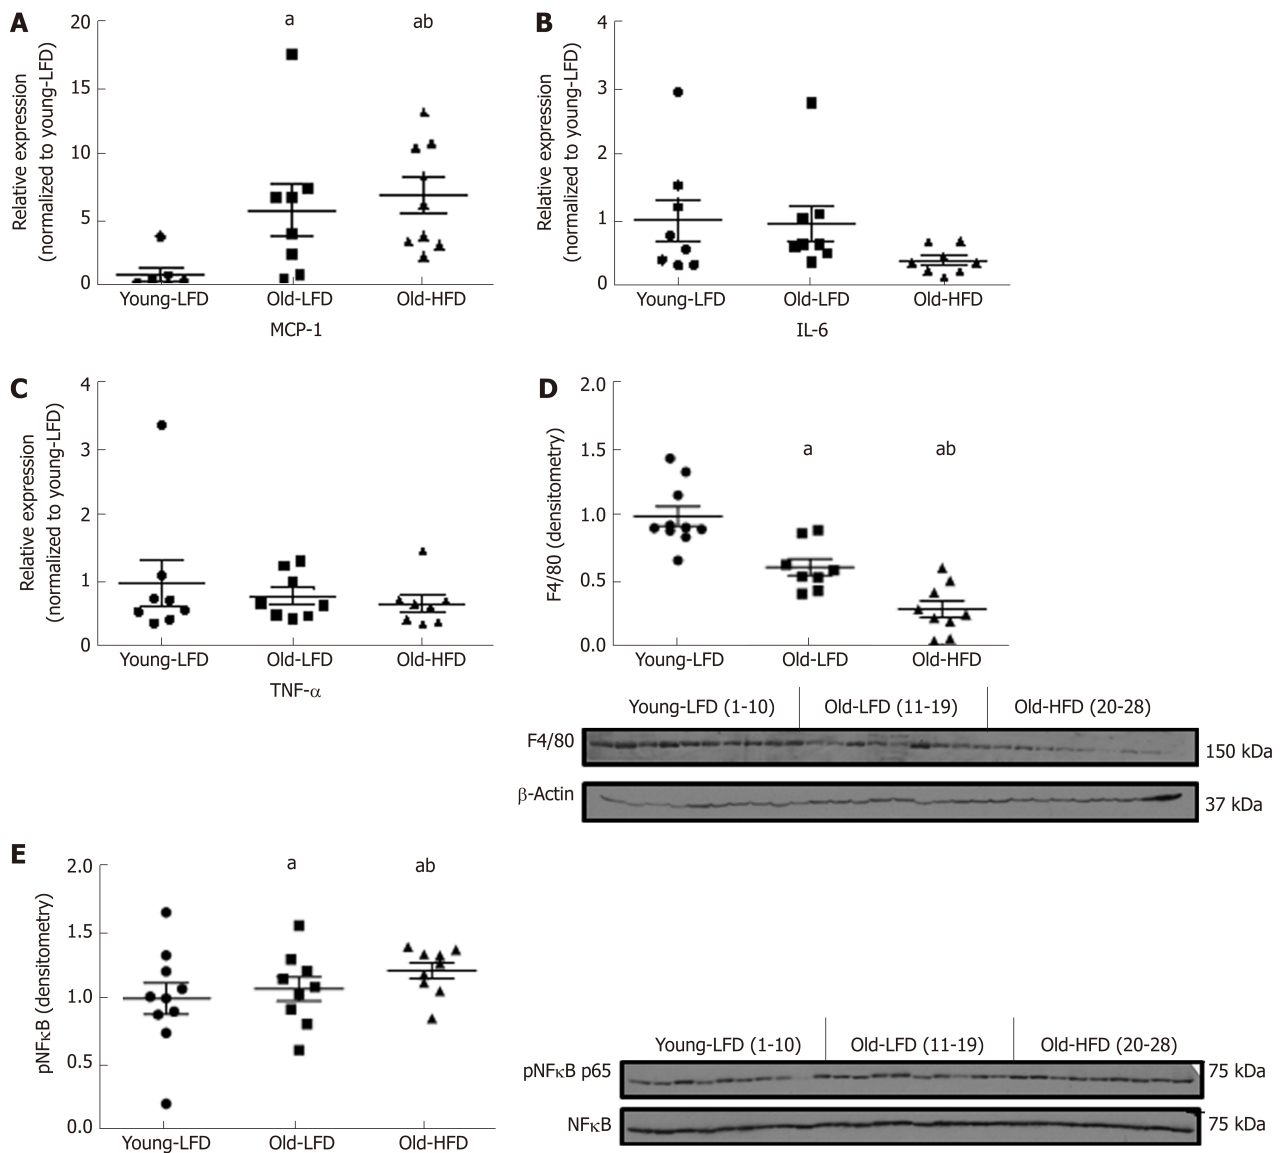 A
Relative expression
(normalized to young-LFD)
20
15
10
5
0
a
ab
Young-LFD
Old-LFD
Old-HFD
MCP-1
B
Relative expression
(normalized to young-LFD)
4
3
2
1
0
Young-LFD
Old-LFD
Old-HFD
IL-6
C
Relative expression
(normalized to young-LFD)
4
3
2
1
0
Young-LFD
Old-LFD
Old-HFD
TNF-α
D
F4/80 (densitometry)
2.0
1.5
1.0
0.5
0.0
a
ab
Young-LFD
Old-LFD
Old-HFD
Young-LFD (1-10)
Old-LFD (11-19)
Old-HFD (20-28)
F4/80
150 kDa
β-Actin
37 kDa
E
pNFκB (densitometry)
2.0
1.5
1.0
0.5
0.0
a
ab
Young-LFD
Old-LFD
Old-HFD
Young-LFD (1-10)
Old-LFD (11-19)
Old-HFD (20-28)
pNFκB p65
75 kDa
NFκB
75 kDa